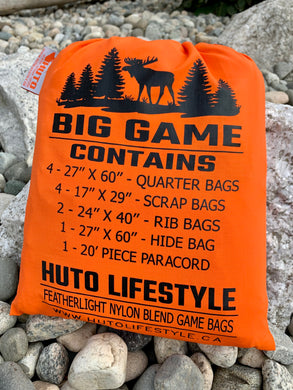 HUTO
BIG GAME
CONTAINS
4 - 27" X 60" - QUARTER BAGS
4 - 17" X 29" - SCRAP BAGS
2 - 24" X 40" - RIB BAGS
1 - 27" X 60" - HIDE BAG
1 - 20' PIECE PARACORD
HUTO LIFESTYLE
FEATHERLIGHT NYLON BLEND GAME BAGS
WWW.HUTOLIFESTYLE.CA